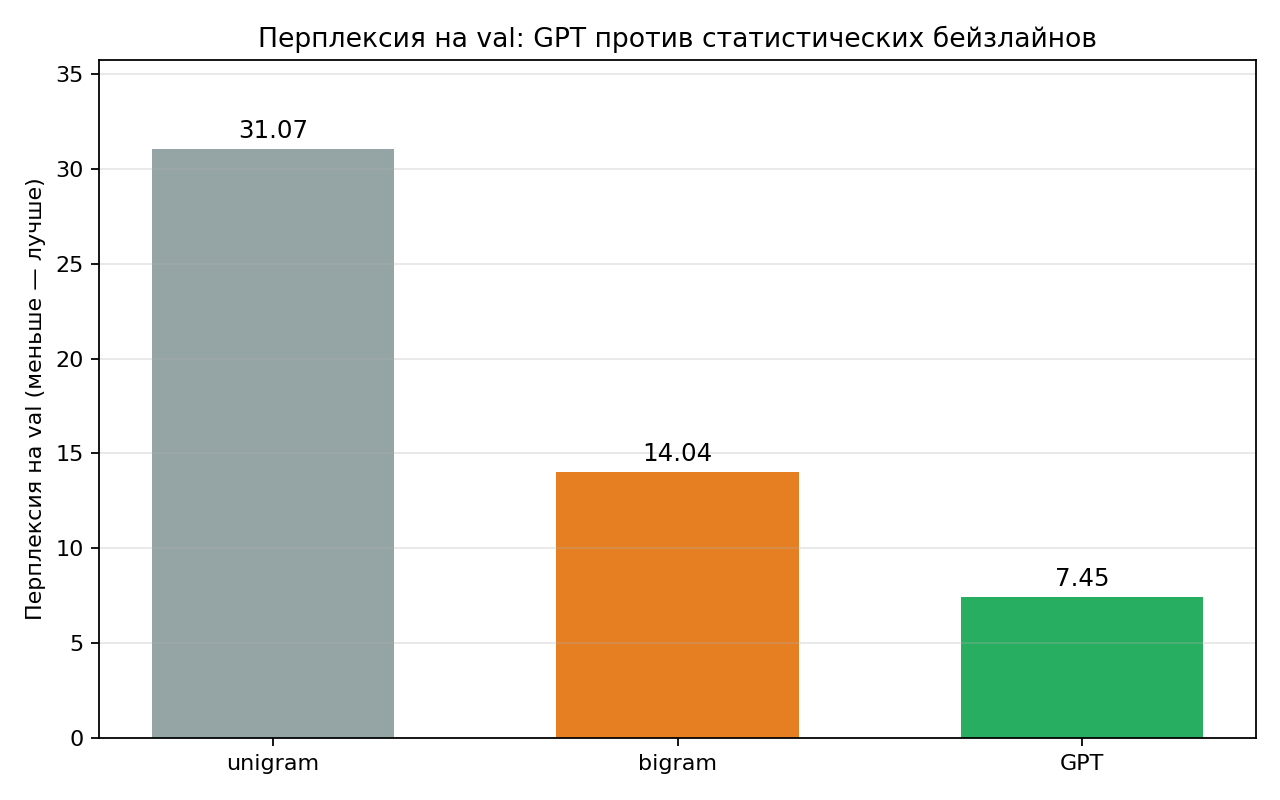 Перплексия на val: GPT против статистических бейзлайнов
Перплексия на val (меньше — лучше)
35
30
25
20
15
10
5
0
31.07
14.04
7.45
unigram
bigram
GPT